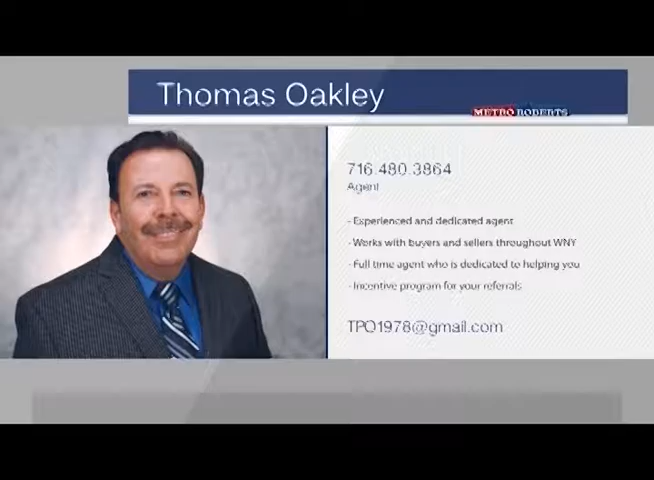 Thomas Oakley
METRO ROBERTS
716.480.3864
Agent
- Experienced and dedicated agent
- Works with buyers and sellers throughout WNY
- Full time agent who is dedicated to helping you
- Incentive program for your referrals
TPO1978@gmail.com